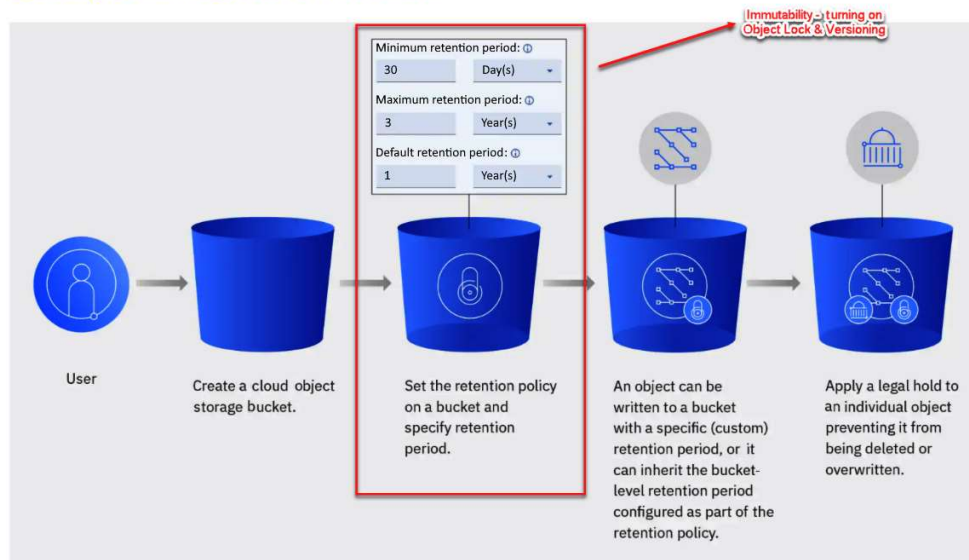 Immutability - turning on
Object Lock & Versioning
Minimum retention period:
30 Day(s)
Maximum retention period:
3 Year(s)
Default retention period:
1 Year(s)
User
Create a cloud object
storage bucket.
Set the retention policy
on a bucket and
specify retention
period.
An object can be
written to a bucket
with a specific (custom)
retention period, or it
can inherit the bucket-
level retention period
configured as part of the
retention policy.
Apply a legal hold to
an individual object
preventing it from
being deleted or
overwritten.